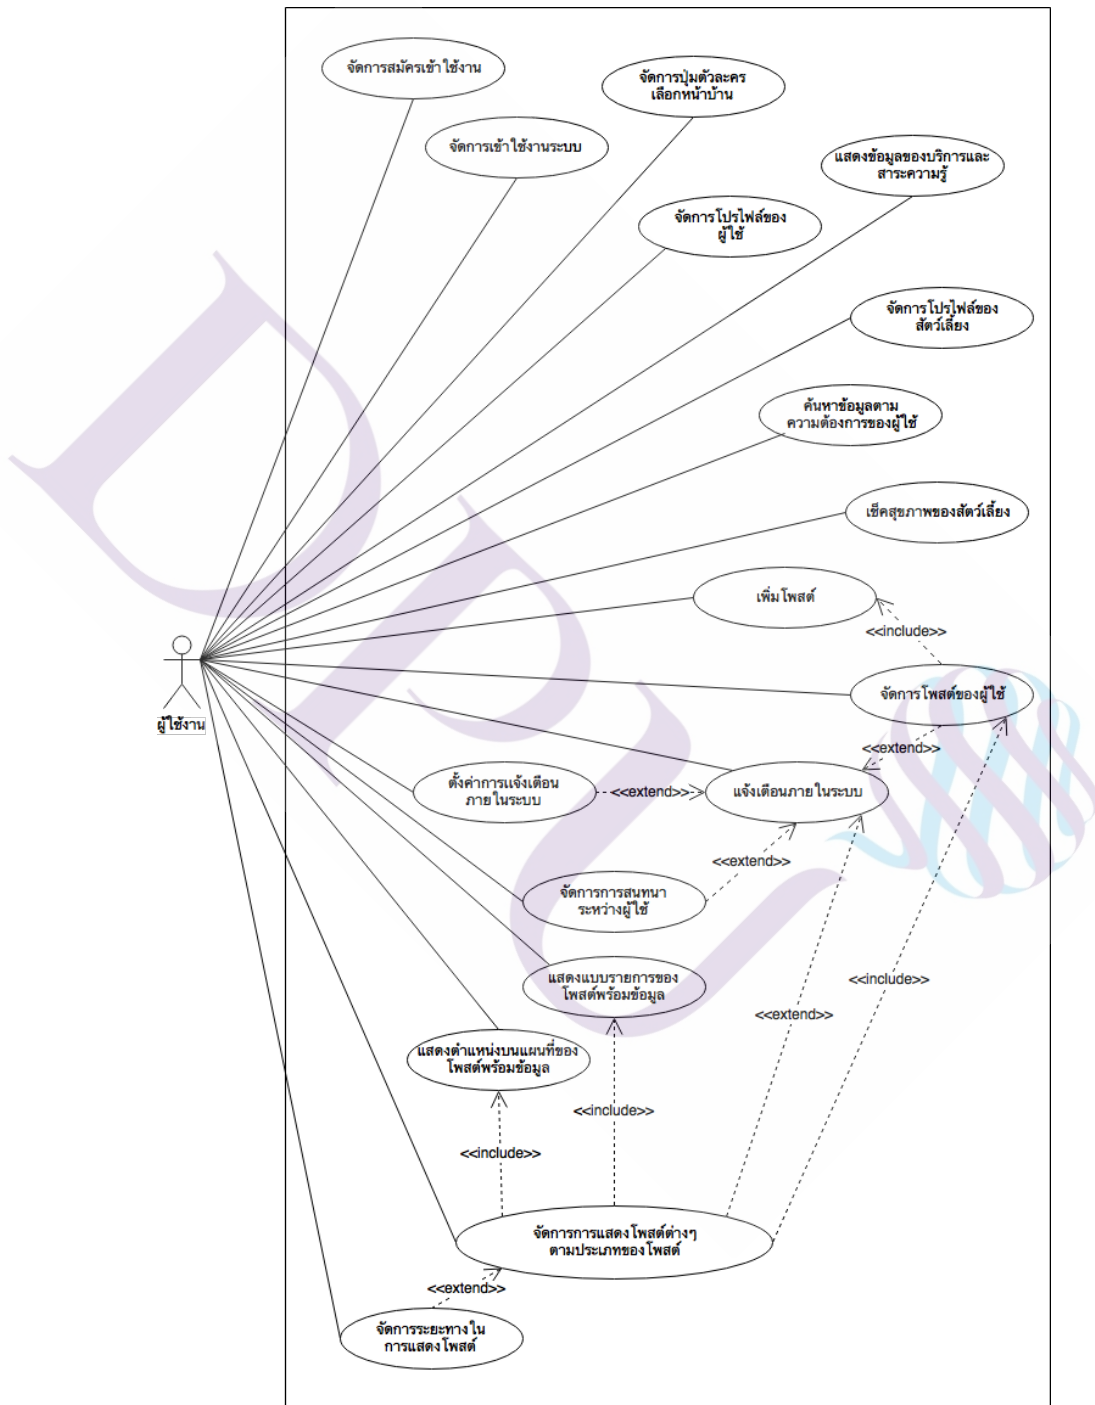 จัดการสมัครเข้าใช้งาน
จัดการปุ่มตัวละคร
เลือกหน้าบ้าน
จัดการเข้าใช้งานระบบ
แสดงข้อมูลของบริการและ
สาระความรู้
จัดการโปรไฟล์ของ
ผู้ใช้
จัดการโปรไฟล์ของ
สัตว์เลี้ยง
ค้นหาข้อมูลตาม
ความต้องการของผู้ใช้
เช็คสุขภาพของสัตว์เลี้ยง
เพิ่มโพสต์
<<include>>
จัดการโพสต์ของผู้ใช้
ผู้ใช้งาน
<<extend>>
ตั้งค่าการแจ้งเตือน
ภายในระบบ
<<extend>>
แจ้งเตือนภายในระบบ
<<extend>>
จัดการการสนทนา
ระหว่างผู้ใช้
แสดงแบบรายการของ
โพสต์พร้อมข้อมูล
<<include>>
<<extend>>
แสดงตำแหน่งบนแผนที่ของ
โพสต์พร้อมข้อมูล
<<include>>
<<include>>
จัดการการแสดงโพสต์ต่างๆ
ตามประเภทของโพสต์
<<extend>>
จัดการระยะทางใน
การแสดงโพสต์
DPU